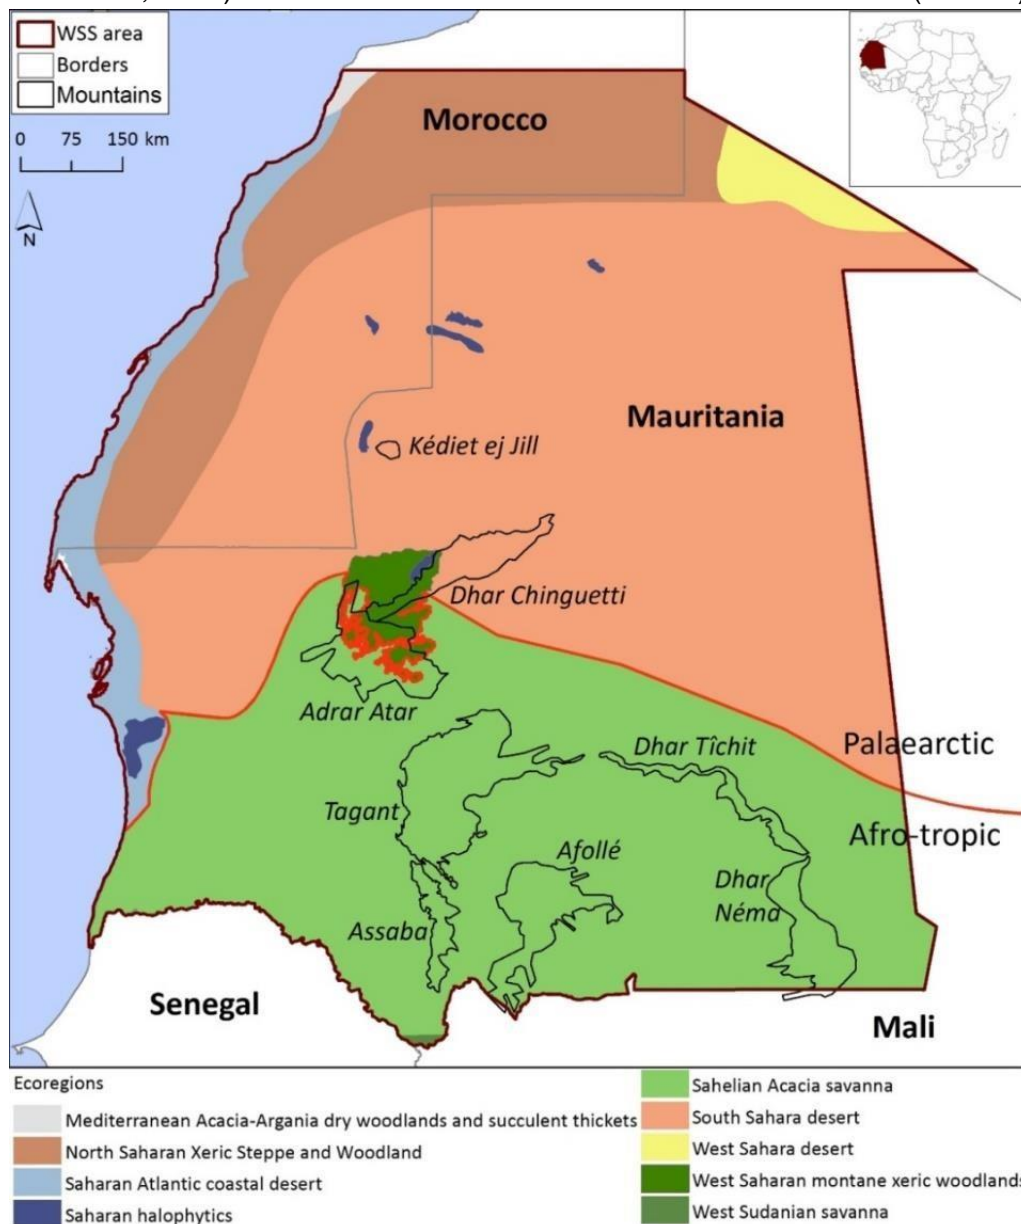 WSS area
Borders
Mountains
0 75 150 km
N
Morocco
Mauritania
Kédiet ej Jill
Dhar Chinguetti
Adrar Atar
Dhar Tîchit
Palaearctic
Tagant
Afollé
Afro-tropic
Dhar
Néma
Assaba
Senegal
Mali
Ecoregions
Mediterranean Acacia-Argania dry woodlands and succulent thickets
North Saharan Xeric Steppe and Woodland
Saharan Atlantic coastal desert
Saharan halophytics
Sahelian Acacia savanna
South Sahara desert
West Sahara desert
West Saharan montane xeric woodlands
West Sudanian savanna